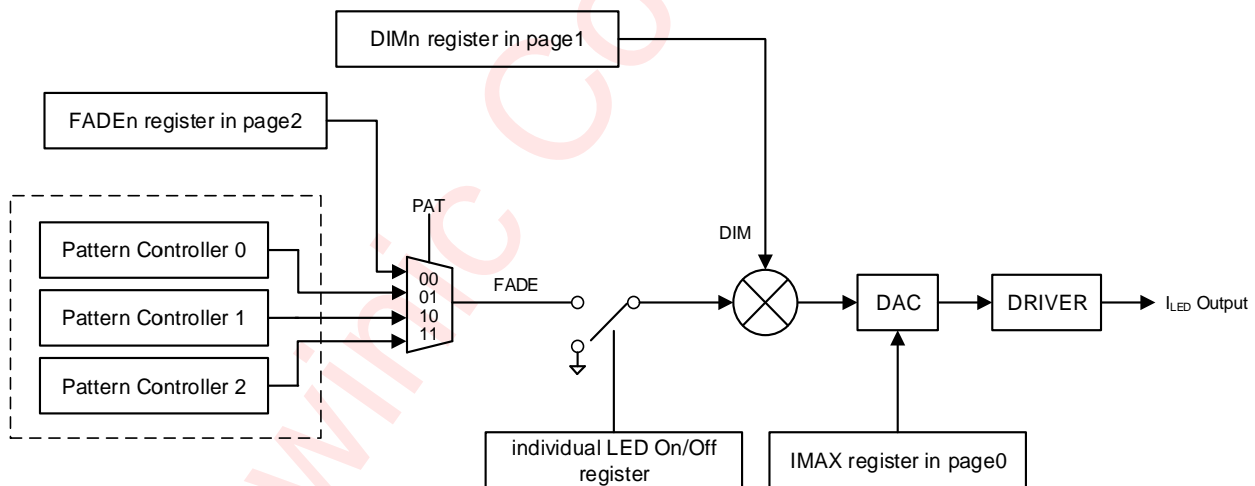 DIMn register in page1
FADEn register in page2
PAT
Pattern Controller 0
Pattern Controller 1
Pattern Controller 2
00
01
10
11
FADE
DIM
DAC
DRIVER
ILED Output
individual LED On/Off
register
IMAX register in page0